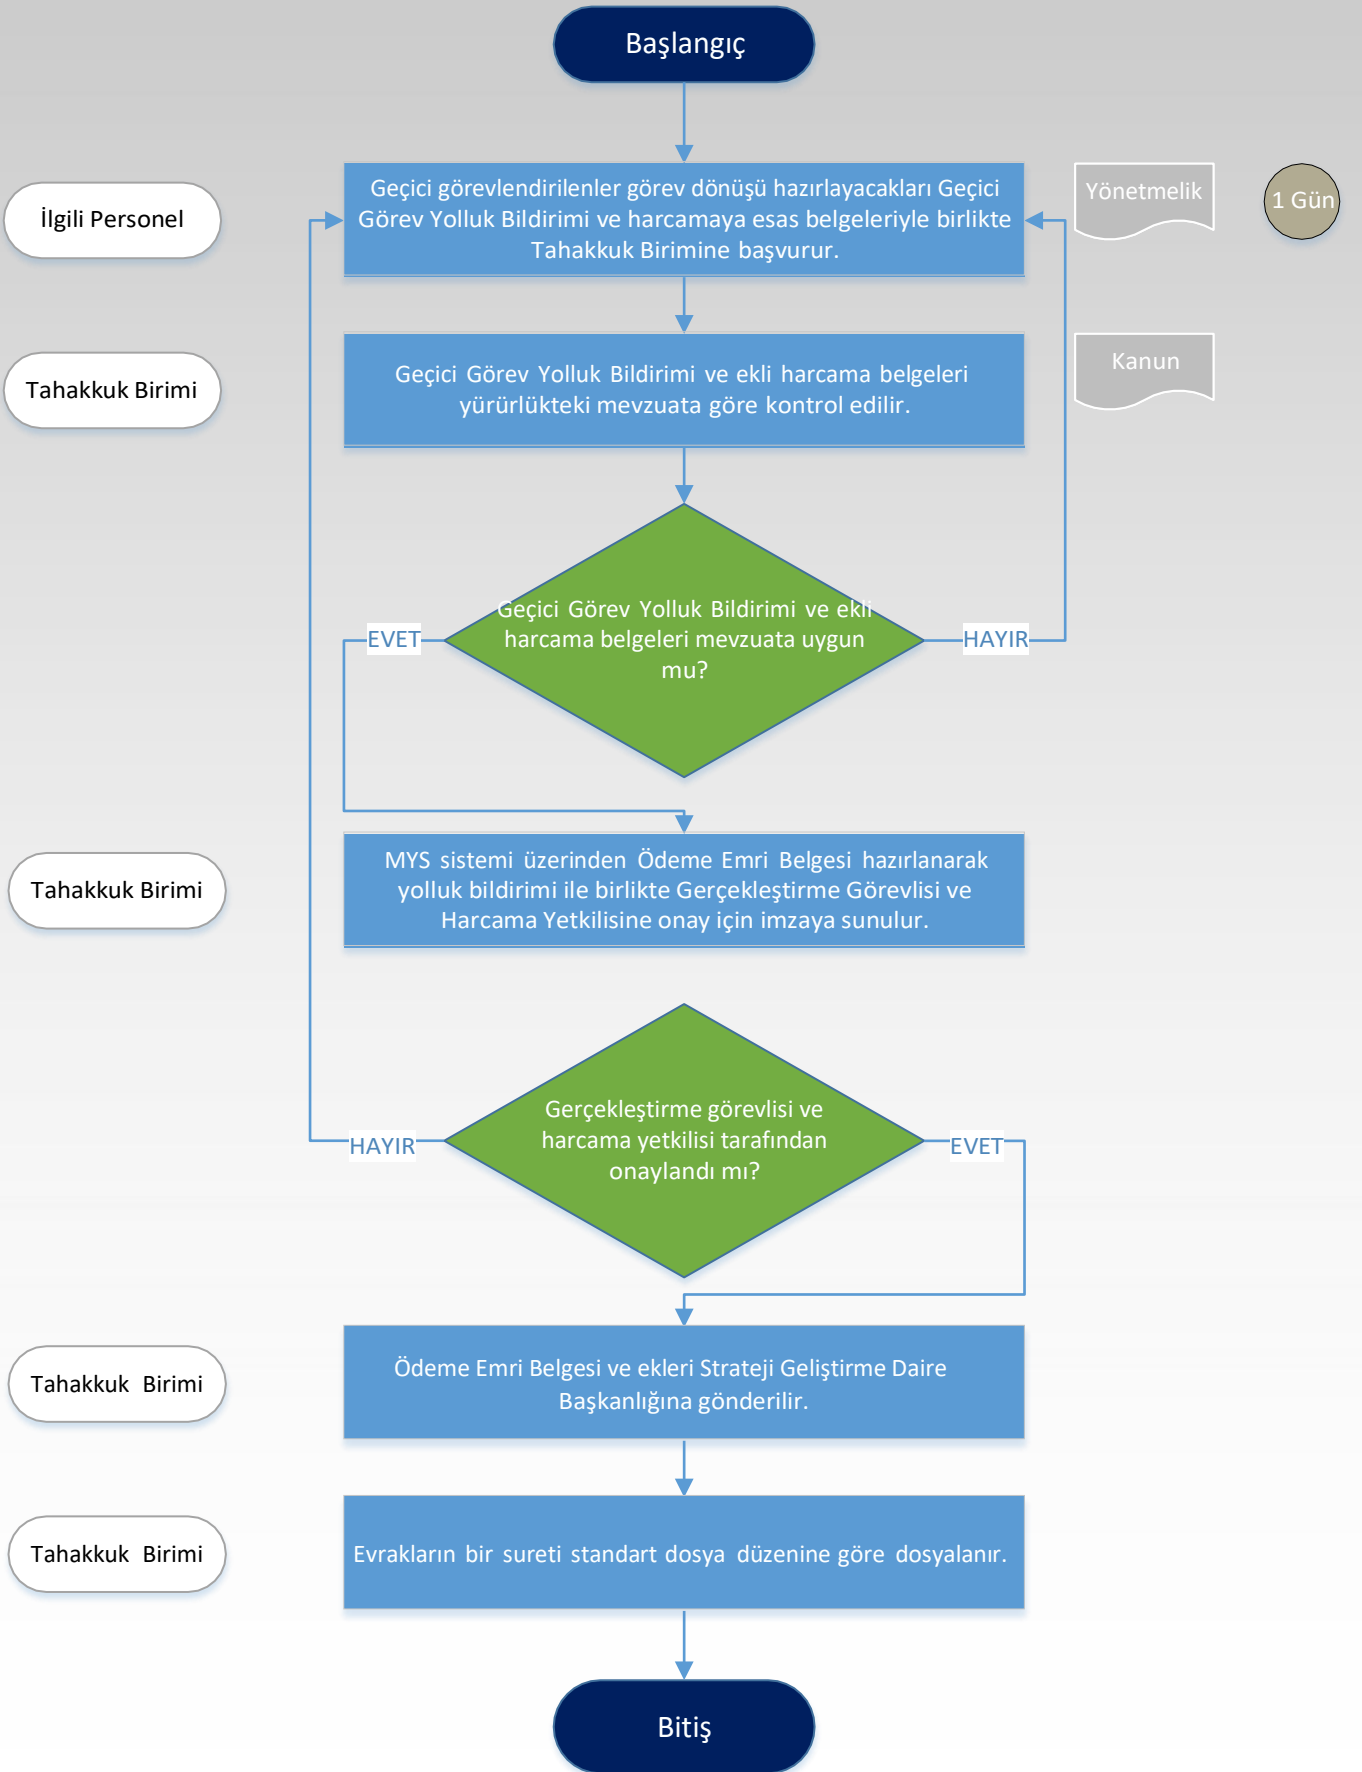 Başlangıç
İlgili Personel
Geçici görevlendirilenler görev dönüşü hazırlayacakları Geçici
Görev Yolluk Bildirimi ve harcamaya esas belgeleriyle birlikte
Tahakkuk Birimine başvurur.
Yönetmelik
1 Gün
Tahakkuk Birimi
Geçici Görev Yolluk Bildirimi ve ekli harcama belgeleri
yürürlükteki mevzuata göre kontrol edilir.
Kanun
Geçici Görev Yolluk Bildirimi ve ekli
harcama belgeleri mevzuata uygun
mu?
EVET
HAYIR
Tahakkuk Birimi
MYS sistemi üzerinden Ödeme Emri Belgesi hazırlanarak
yolluk bildirimi ile birlikte Gerçekleştirme Görevlisi ve
Harcama Yetkilisine onay için imzaya sunulur.
Gerçekleştirme görevlisi ve
harcama yetkilisi tarafından
onaylandı mı?
HAYIR
EVET
Tahakkuk Birimi
Ödeme Emri Belgesi ve ekleri Strateji Geliştirme Daire
Başkanlığına gönderilir.
Tahakkuk Birimi
Evrakların bir sureti standart dosya düzenine göre dosyalanır.
Bitiş